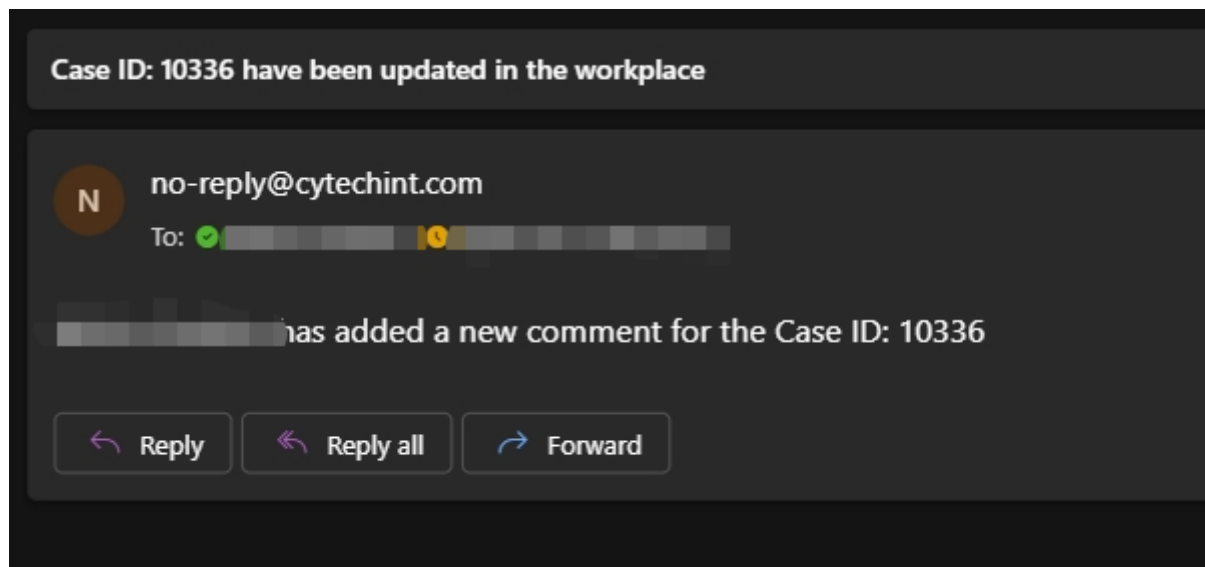 Case ID: 10336 have been updated in the workplace
N
no-reply@cytechint.com
To:
has added a new comment for the Case ID: 10336
Reply
Reply all
Forward